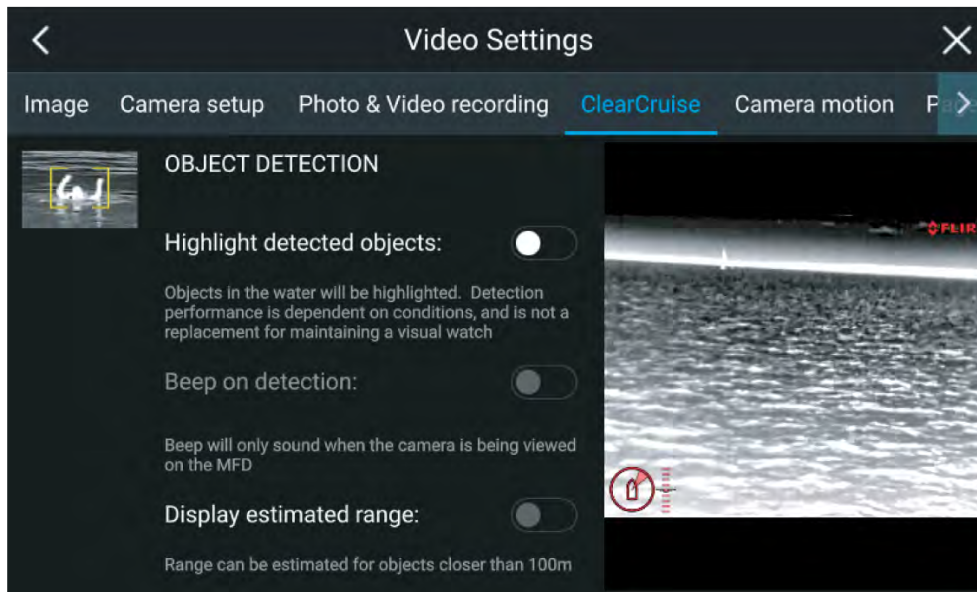 Video Settings
Image Camera setup Photo & Video recording ClearCruise Camera motion
OBJECT DETECTION
Highlight detected objects:
Objects in the water will be highlighted. Detection
performance is dependent on conditions, and is not a
replacement for maintaining a visual watch
Beep on detection:
Beep will only sound when the camera is being viewed
on the MFD
Display estimated range:
Range can be estimated for objects closer than 100m
FLIR